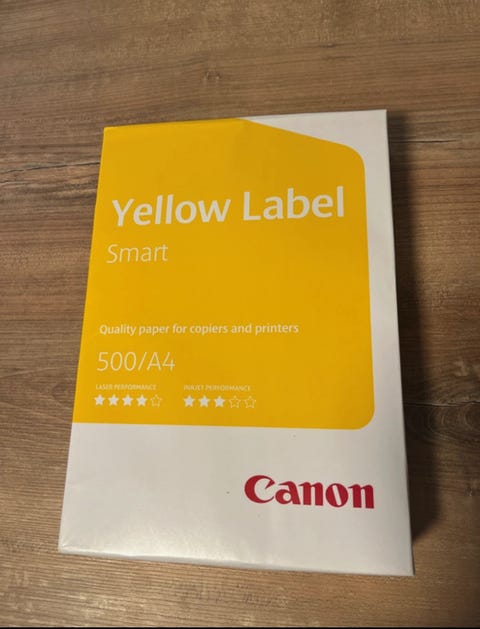 Yellow Label
Smart
Quality paper for copiers and printers
500/A4
LASER PERFORMANCE
INKJET PERFORMANCE
Canon